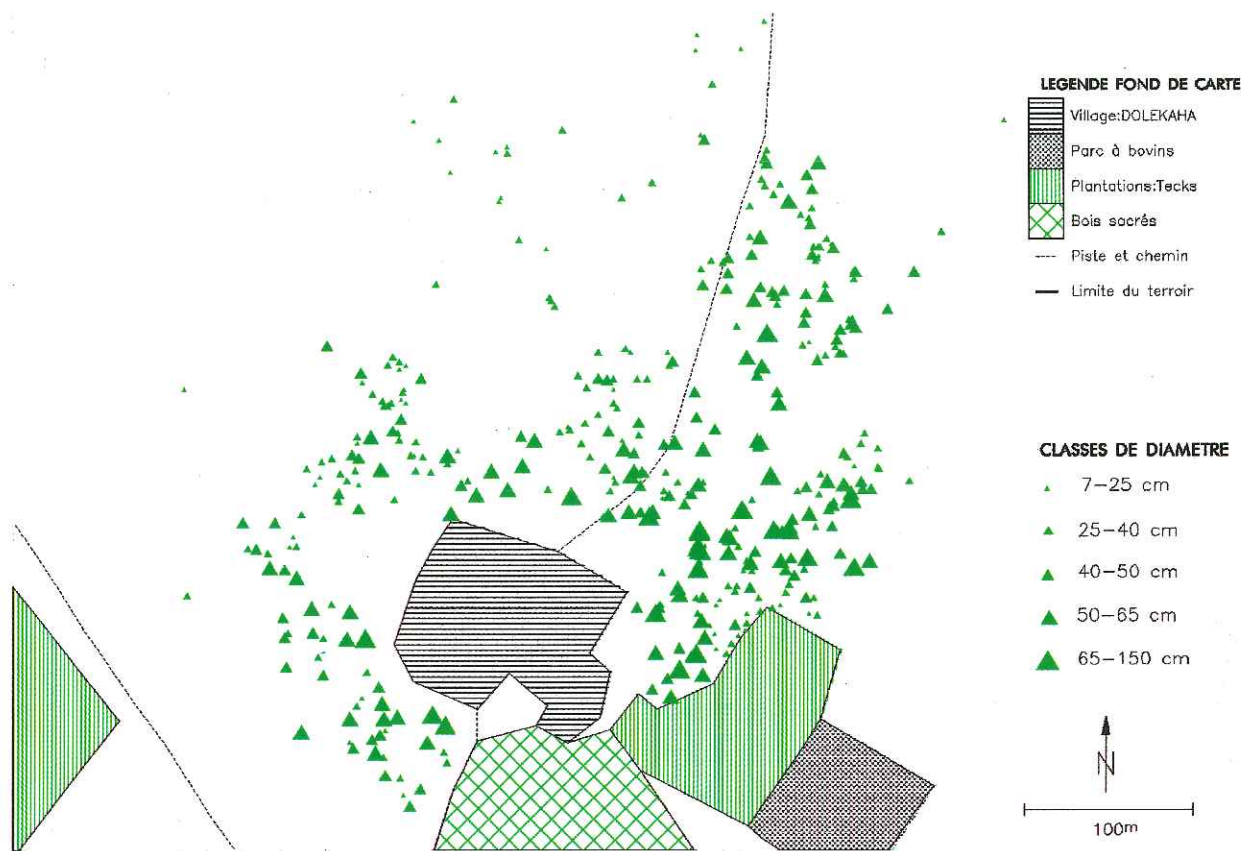 LEGENDE FOND DE CARTE
Village:DOLEKAHA
Parc à bovins
Plantations:Tecks
Bois sacrés
Piste et chemin
Limite du terroir
CLASSES DE DIAMETRE
7-25 cm
25-40 cm
40-50 cm
50-65 cm
65-150 cm
N
100m